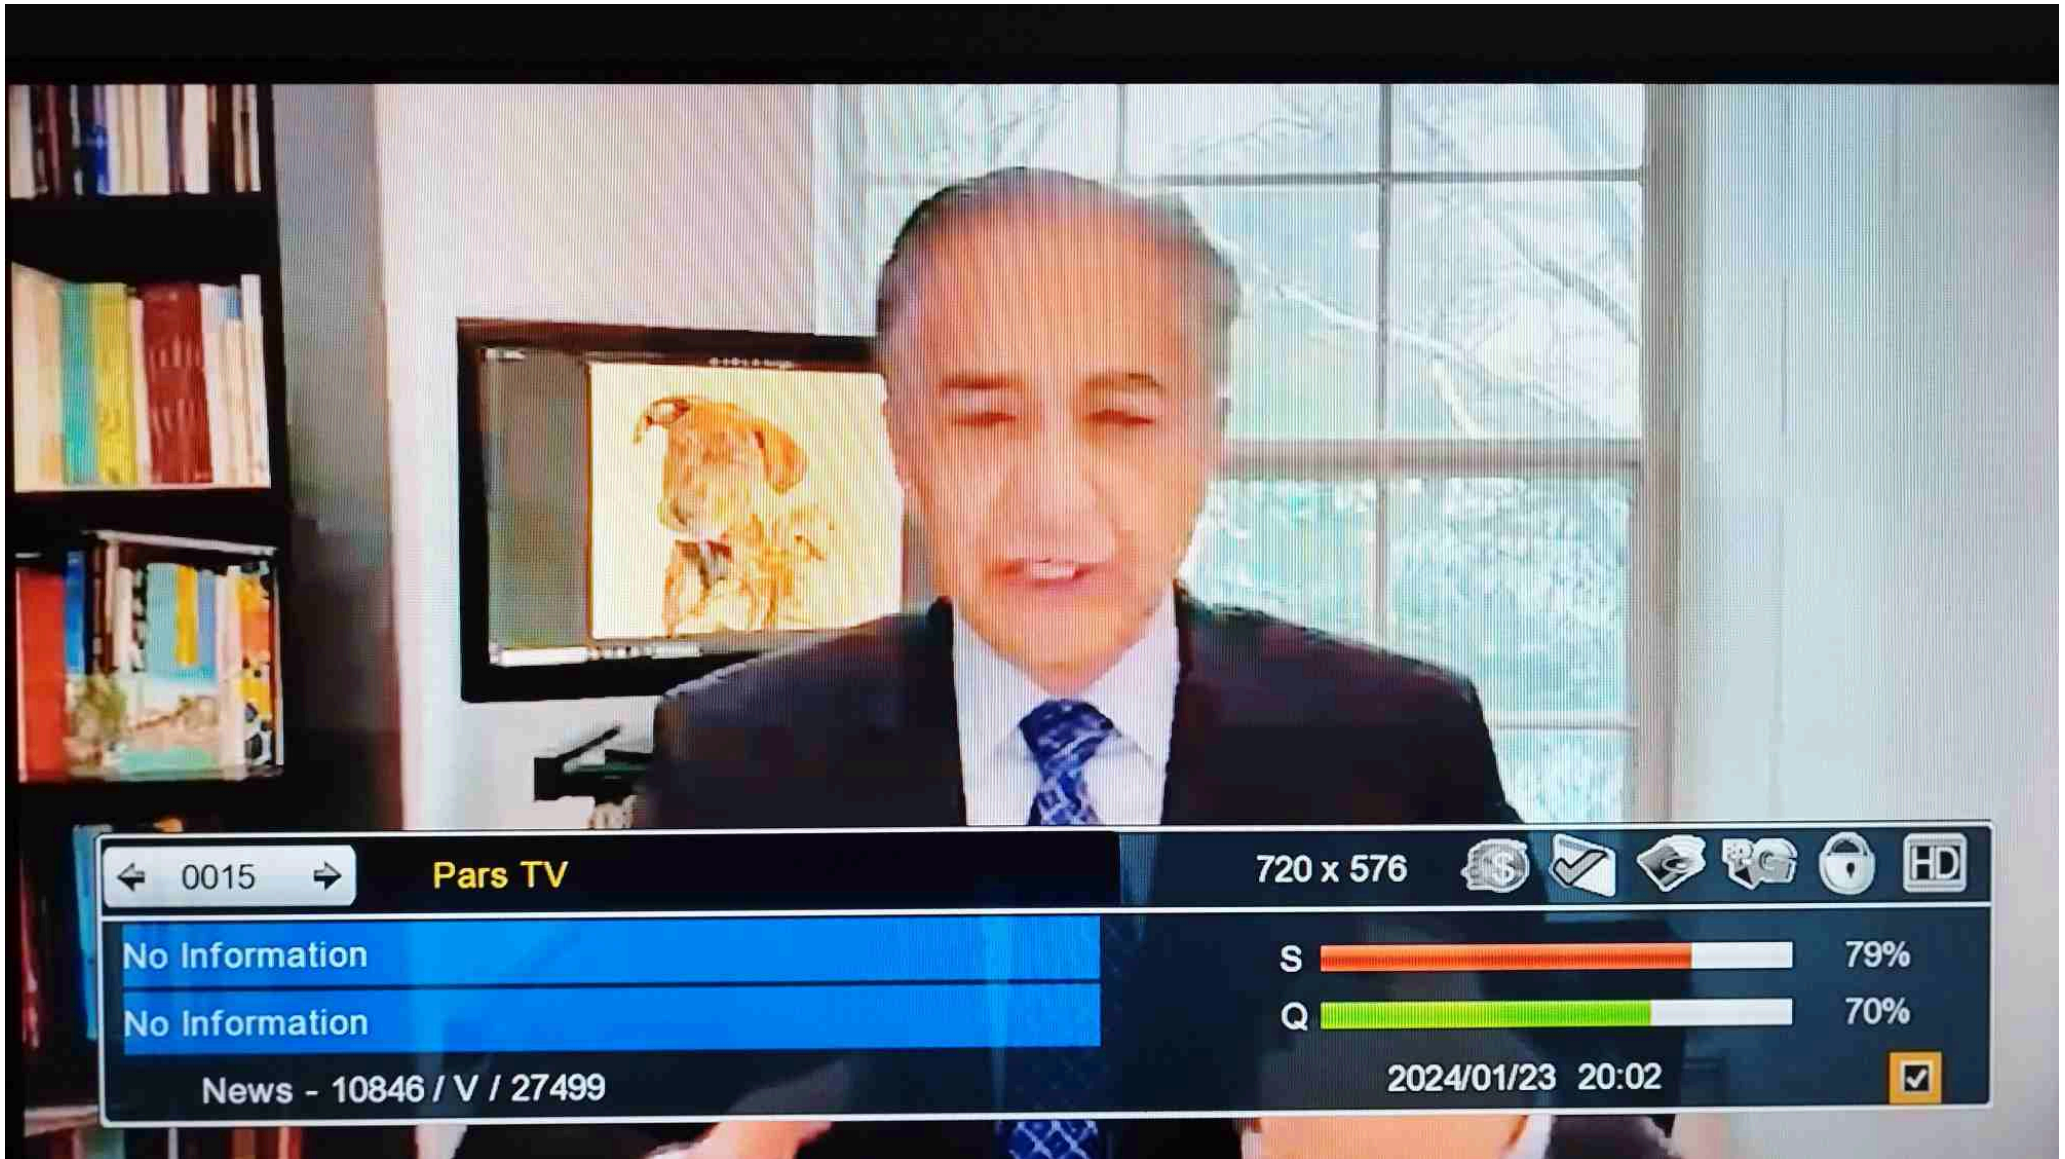 0015
Pars TV
720 x 576
HD
No Information
No Information
S 79%
Q 70%
News - 10846 / V / 27499
2024/01/23 20:02